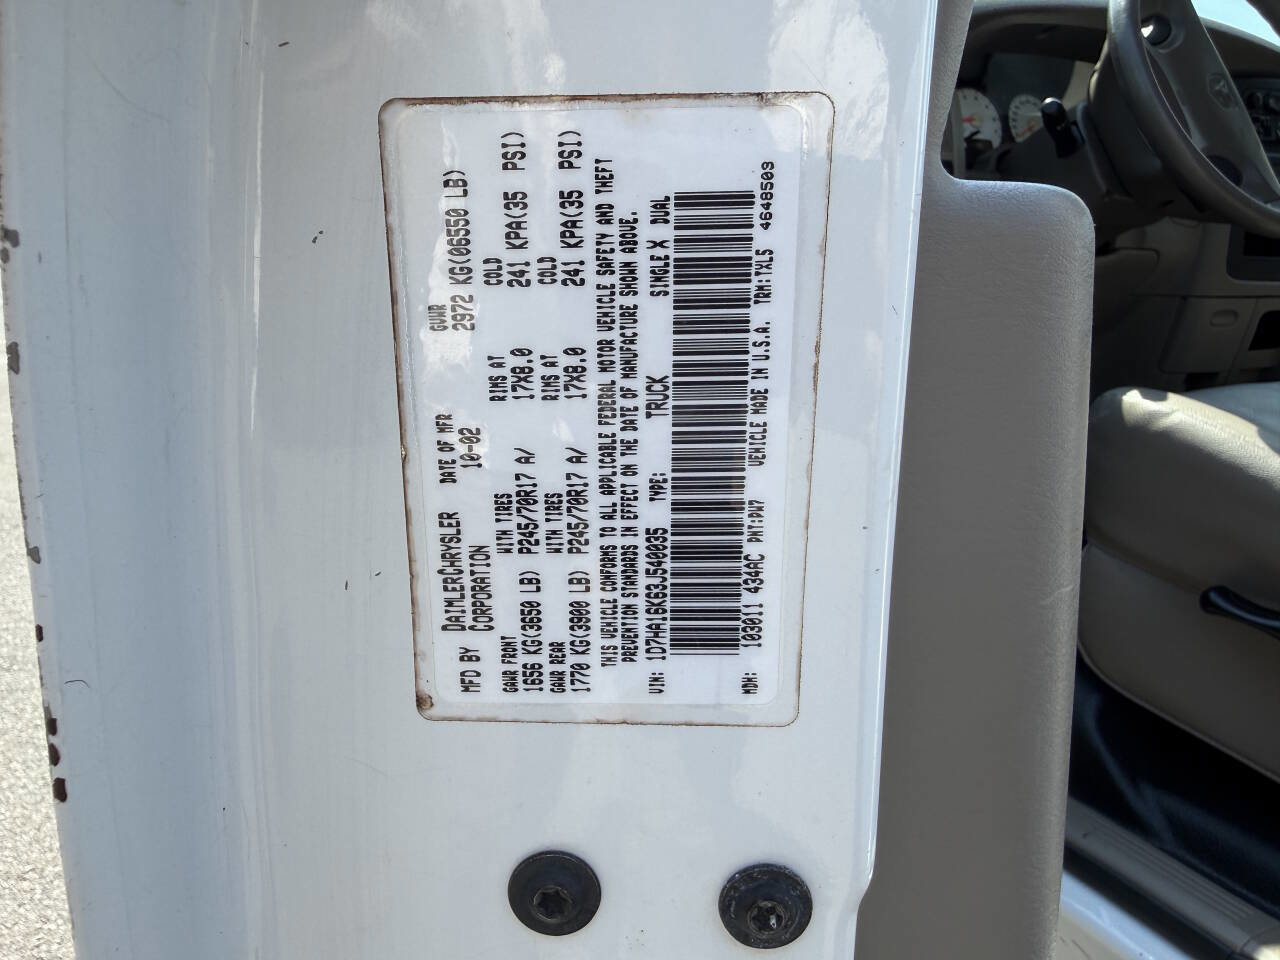 MFD BY DAIMLERCHRYSLER CORPORATION DATE OF MFR 10-02 GVWR 2972 KG(06550 LB)
GAWR FRONT WITH TIRES RIMS AT COLD
1656 KG(3650 LB) P245/70R17 A/ 17X8.0 241 KPA(35 PSI)
GAWR REAR WITH TIRES RIMS AT COLD
1770 KG(3900 LB) P245/70R17 A/ 17X8.0 241 KPA(35 PSI)
THIS VEHICLE CONFORMS TO ALL APPLICABLE FEDERAL MOTOR VEHICLE SAFETY AND THEFT
PREVENTION STANDARDS IN EFFECT ON THE DATE OF MANUFACTURE SHOWN ABOVE.
VIN: 1D7HA16K63J540035 TYPE: TRUCK SINGLE X DUAL
MDH: 103011 434AC PNT:PW7 VEHICLE MADE IN U.S.A. TRM:TXL5 4648503